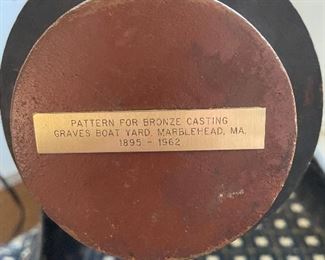 PATTERN FOR BRONZE CASTING
GRAVES BOAT YARD, MARBLEHEAD, MA.
1895 - 1962